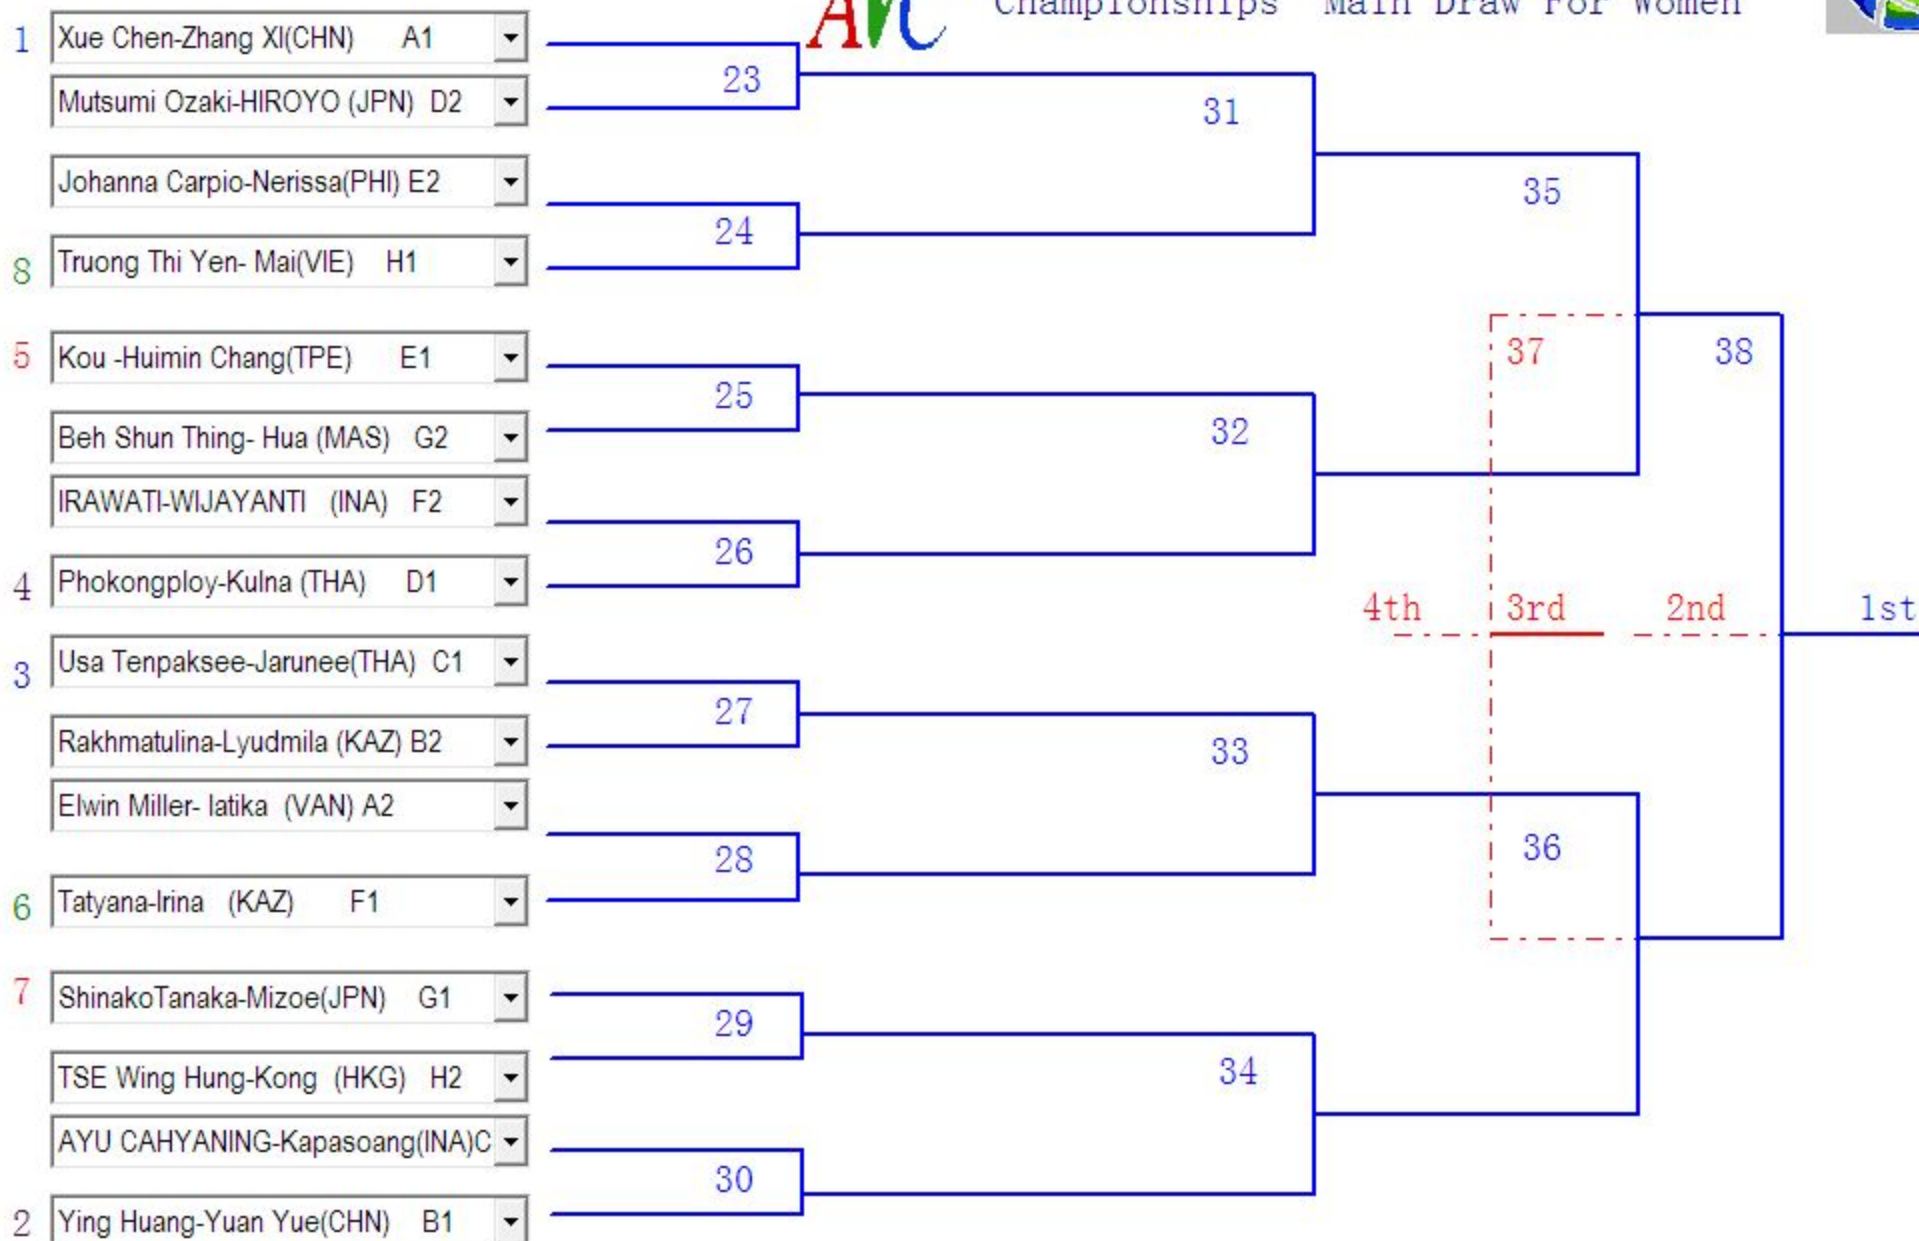 AVC Championships Main Draw For Women
1 Xue Chen-Zhang XI(CHN) A1
23
Mutsumi Ozaki-HIROYO (JPN) D2
31
Johanna Carpio-Nerissa(PHI) E2
35
24
8 Truong Thi Yen- Mai(VIE) H1
5 Kou -Huimin Chang(TPE) E1
37
38
25
Beh Shun Thing- Hua (MAS) G2
32
IRAWATI-WIJAYANTI (INA) F2
26
4 Phokongploy-Kulna (THA) D1
4th 3rd 2nd 1st
3 Usa Tenpaksee-Jarunee(THA) C1
27
Rakhmatulina-Lyudmila (KAZ) B2
33
Elwin Miller- latika (VAN) A2
36
28
6 Tatyana-Irina (KAZ) F1
7 ShinakoTanaka-Mizoe(JPN) G1
29
TSE Wing Hung-Kong (HKG) H2
34
AYU CAHYANING-Kapasoang(INA)C
30
2 Ying Huang-Yuan Yue(CHN) B1